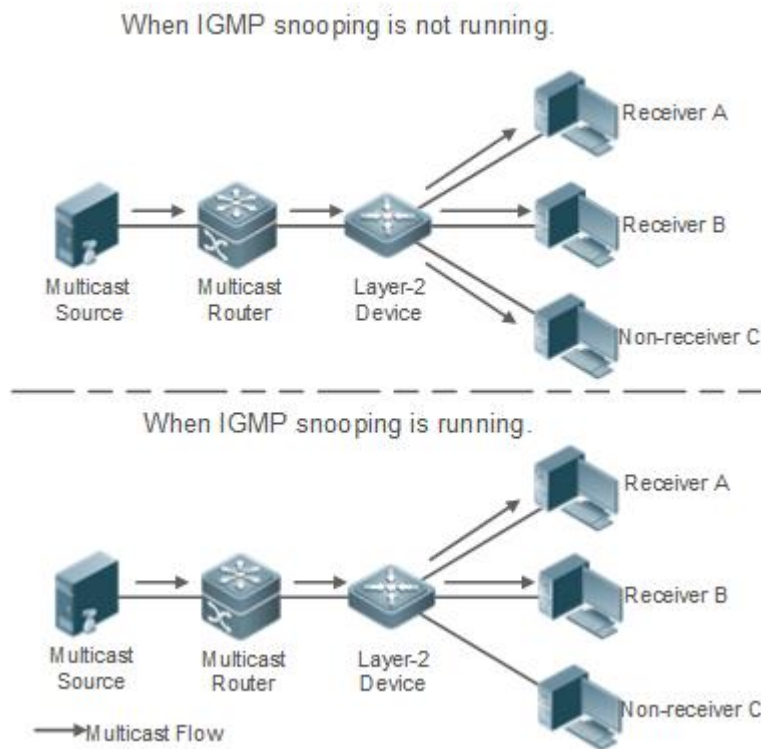 When IGMP snooping is not running.
Receiver A
Receiver B
Multicast
Source
Multicast
Router
Layer-2
Device
Non-receiver C
When IGMP snooping is running.
Receiver A
Receiver B
Multicast
Source
Multicast
Router
Layer-2
Device
Non-receiver C
Multicast Flow